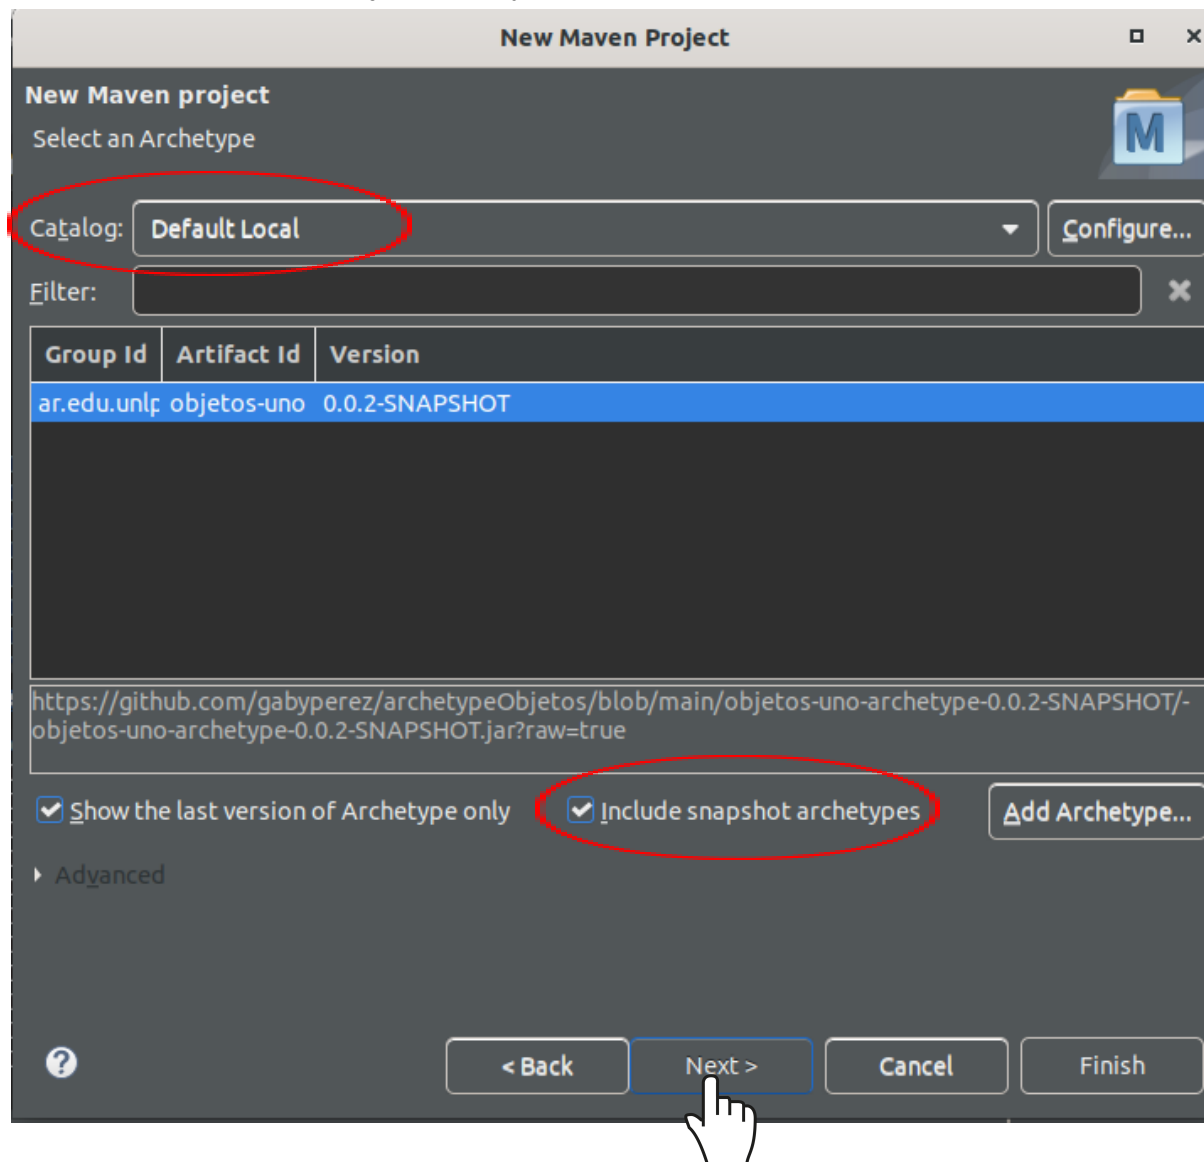 New Maven Project
New Maven project
Select an Archetype
M
Catalog: Default Local Configure...
Filter:
Group Id Artifact Id Version
ar.edu.unlp objetos-uno 0.0.2-SNAPSHOT
https://github.com/gabyperez/archetypeObjetos/blob/main/objetos-uno-archetype-0.0.2-SNAPSHOT/-
objetos-uno-archetype-0.0.2-SNAPSHOT.jar?raw=true
Show the last version of Archetype only Include snapshot archetypes Add Archetype...
Advanced
? < Back Next > Cancel Finish